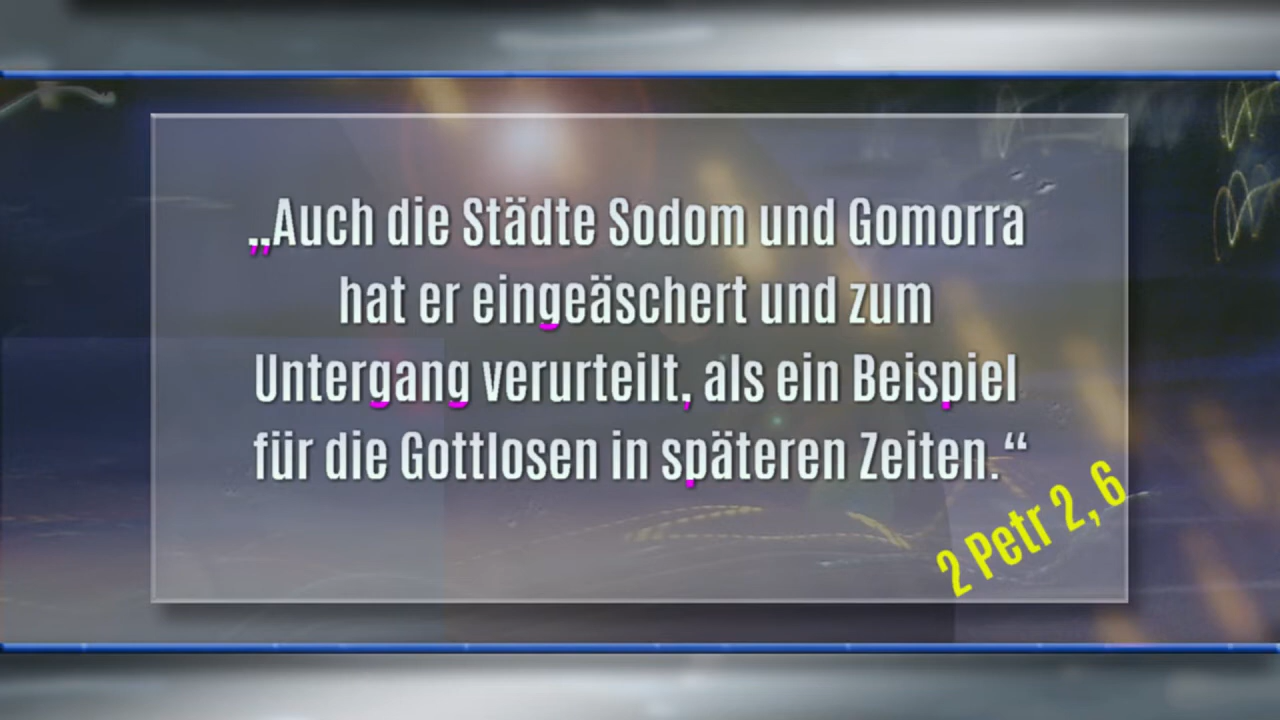 „Auch die Städte Sodom und Gomorra
hat er eingeäschert und zum
Untergang verurteilt, als ein Beispiel
für die Gottlosen in späteren Zeiten.“
2 Petr 2, 6